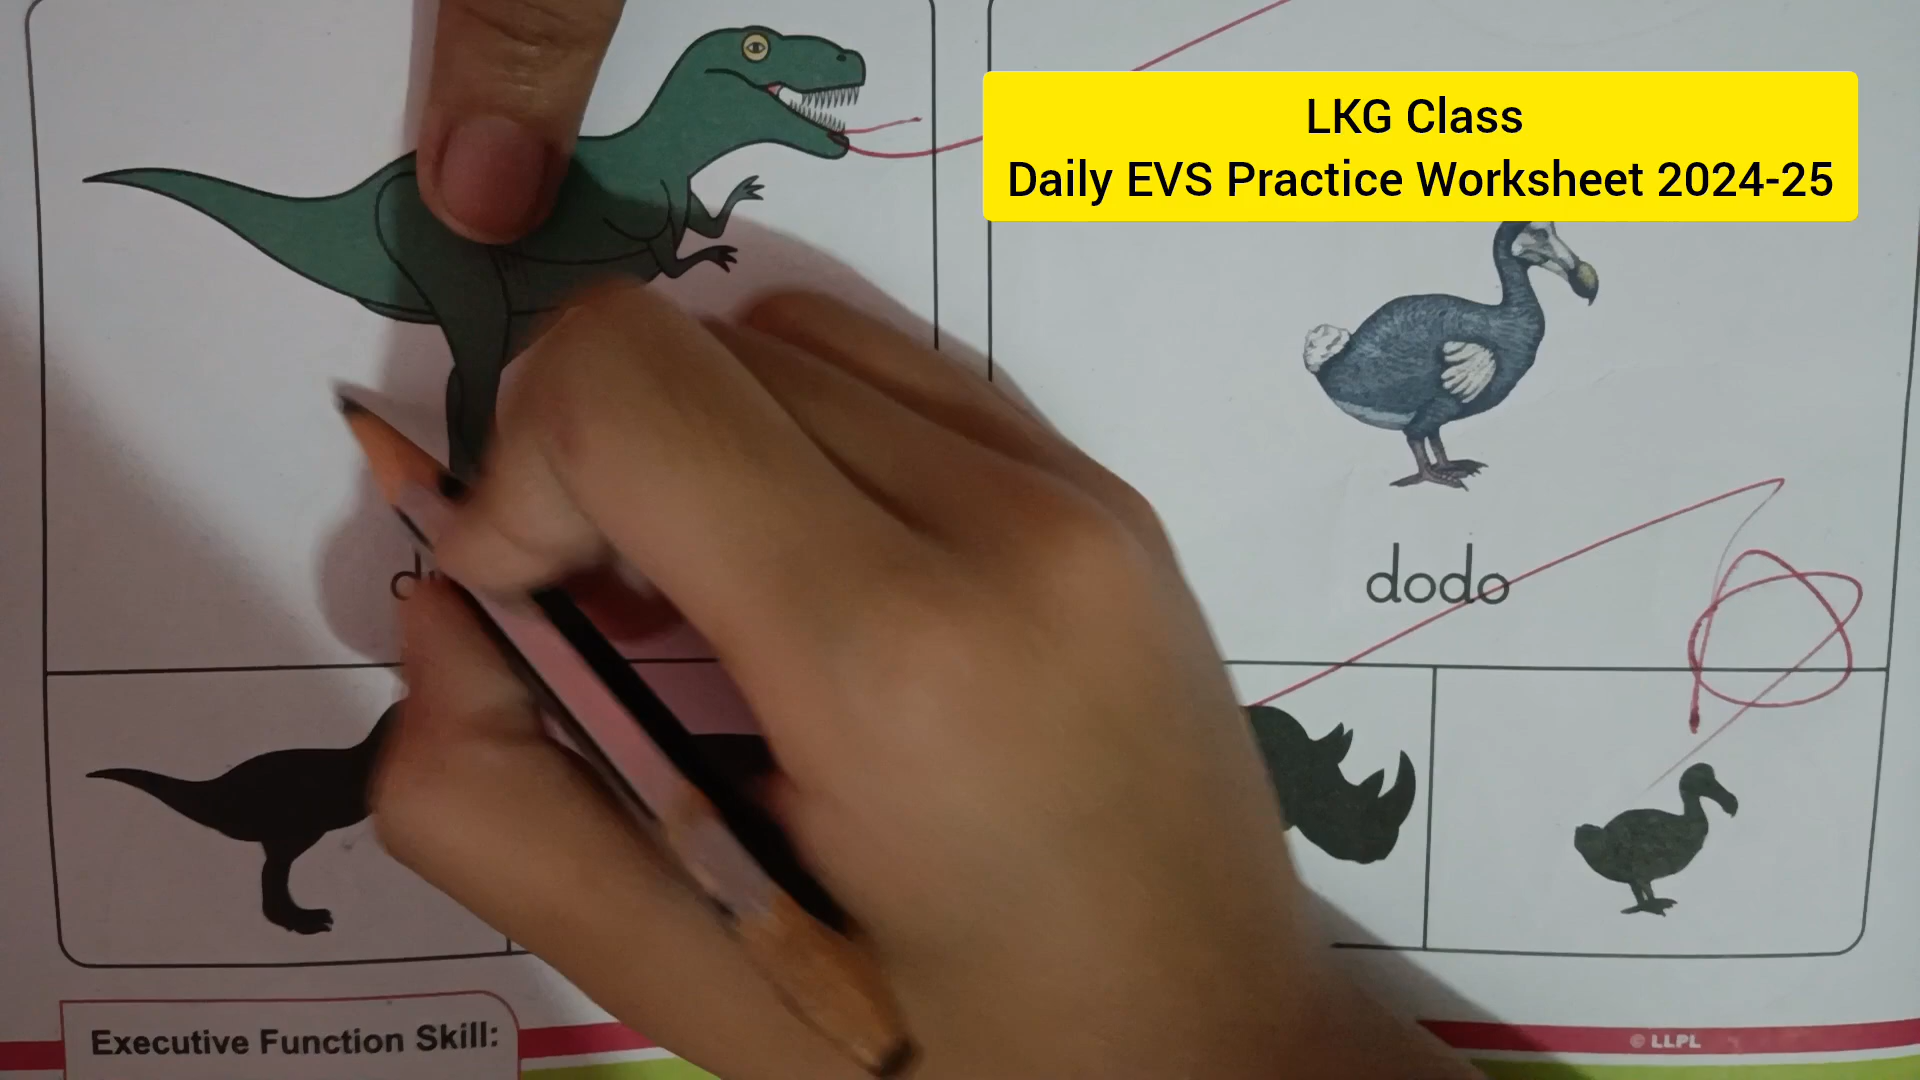 LKG Class
Daily EVS Practice Worksheet 2024-25
dodo
Executive Function Skill:
© LLPL